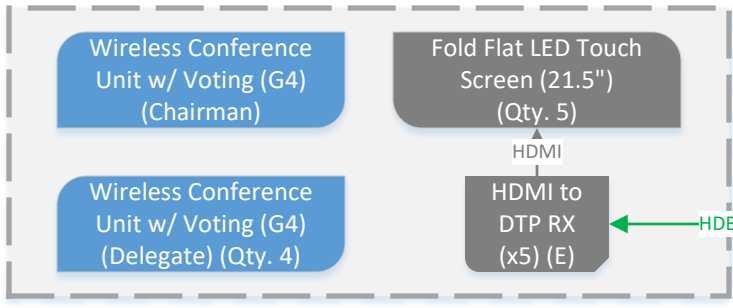 Wireless Conference
Unit w/ Voting (G4)
(Chairman)
Fold Flat LED Touch
Screen (21.5")
(Qty. 5)
HDMI
Wireless Conference
Unit w/ Voting (G4)
(Delegate) (Qty. 4)
HDMI to
DTP RX
(x5) (E)
HDB